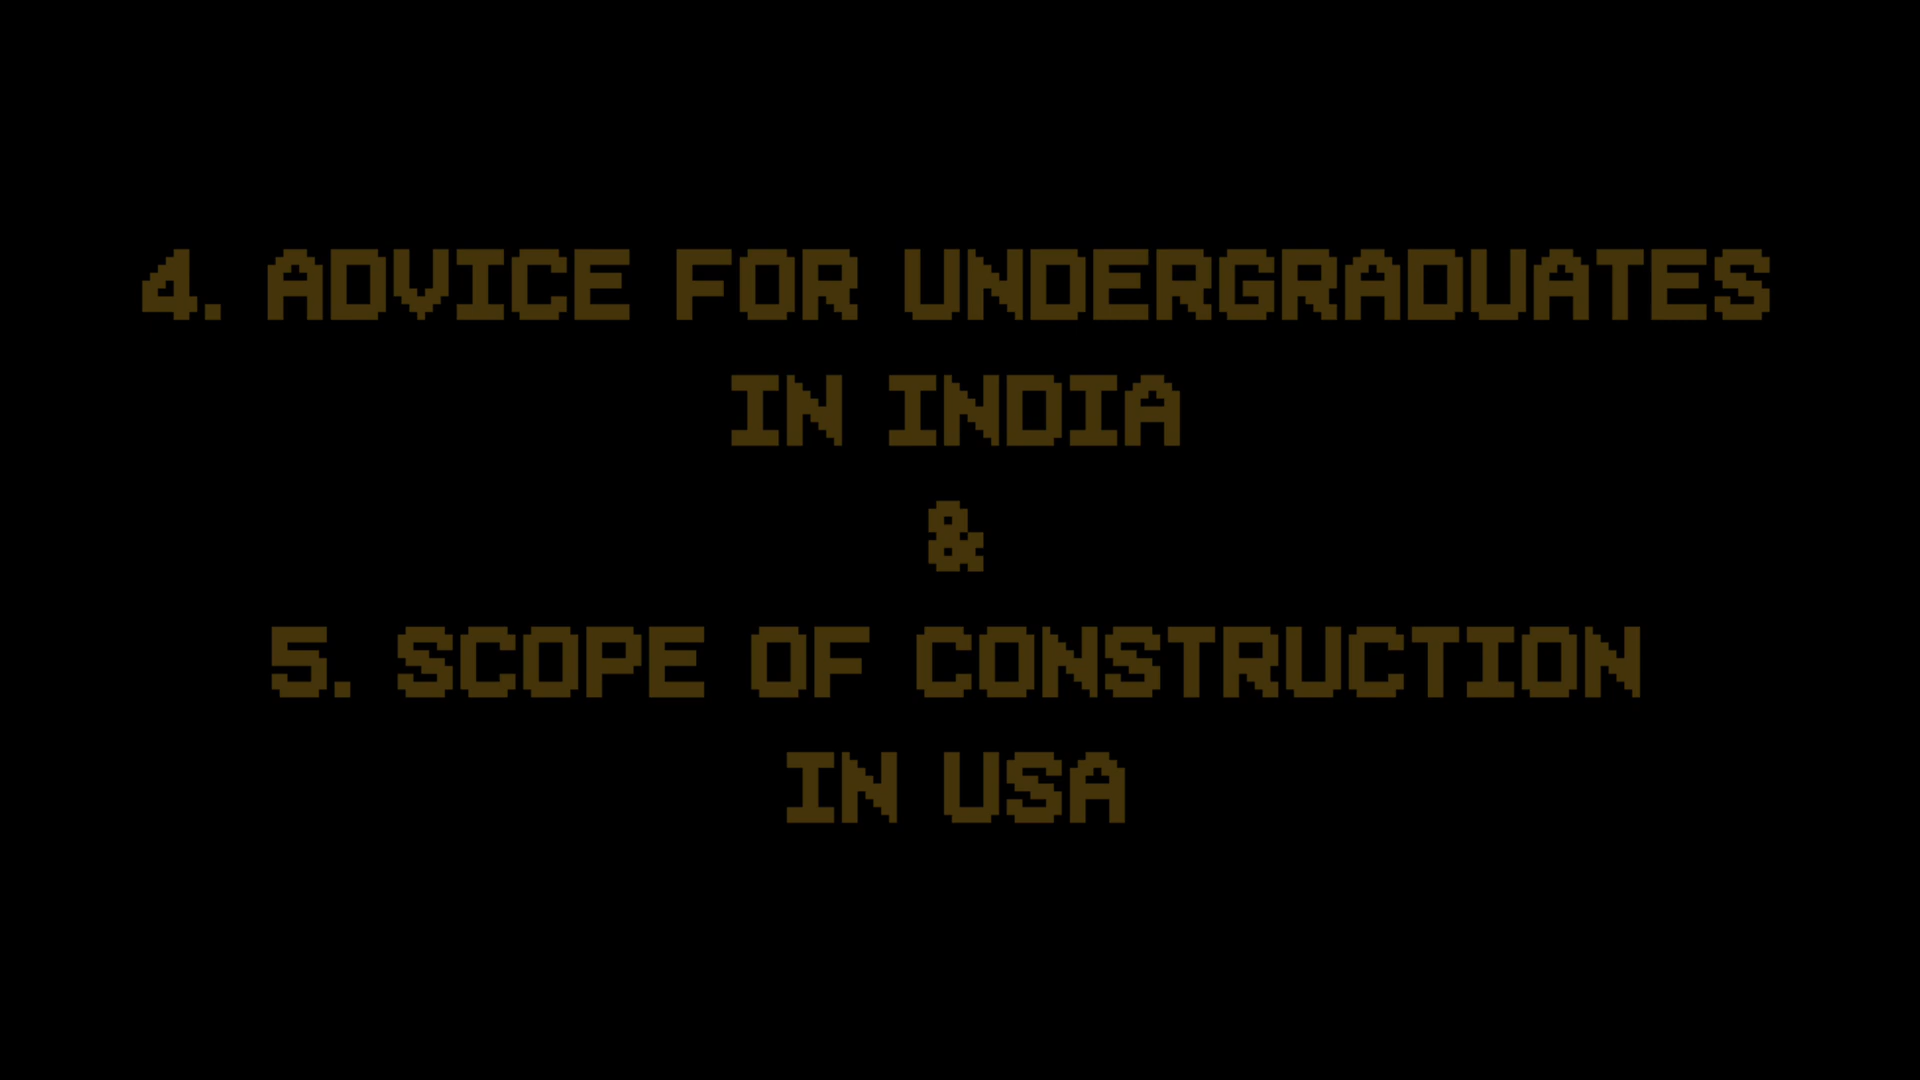 4. ADVICE FOR UNDERGRADUATES
IN INDIA
&
5. SCOPE OF CONSTRUCTION
IN USA